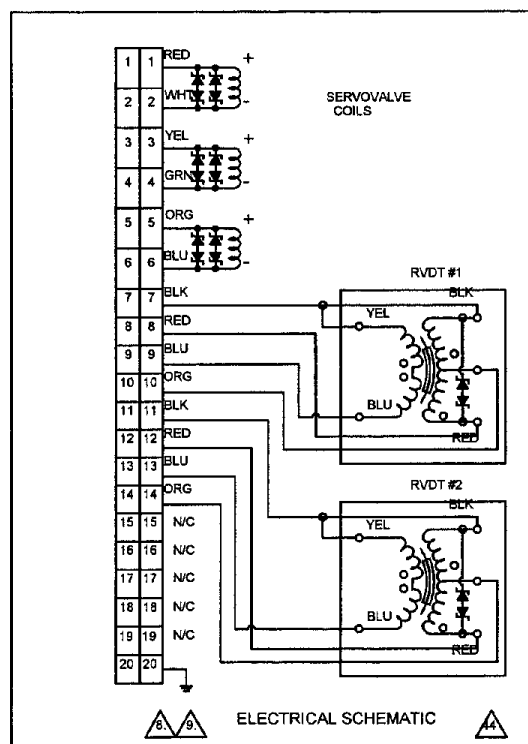 1 1 RED +
2 2 WHT -
SERVOVALVE
COILS
3 3 YEL +
4 4 GRN -
5 5 ORG +
6 6 BLU -
7 7 BLK
8 8 RED
9 9 BLU
10 10 ORG
11 11 BLK
12 12 RED
13 13 BLU
14 14 ORG
15 15 N/C
16 16 N/C
17 17 N/C
18 18 N/C
19 19 N/C
20 20
RVDT #1
BLK
YEL
BLU
RED
RVDT #2
BLK
YEL
BLU
RED
8. 9. ELECTRICAL SCHEMATIC 44